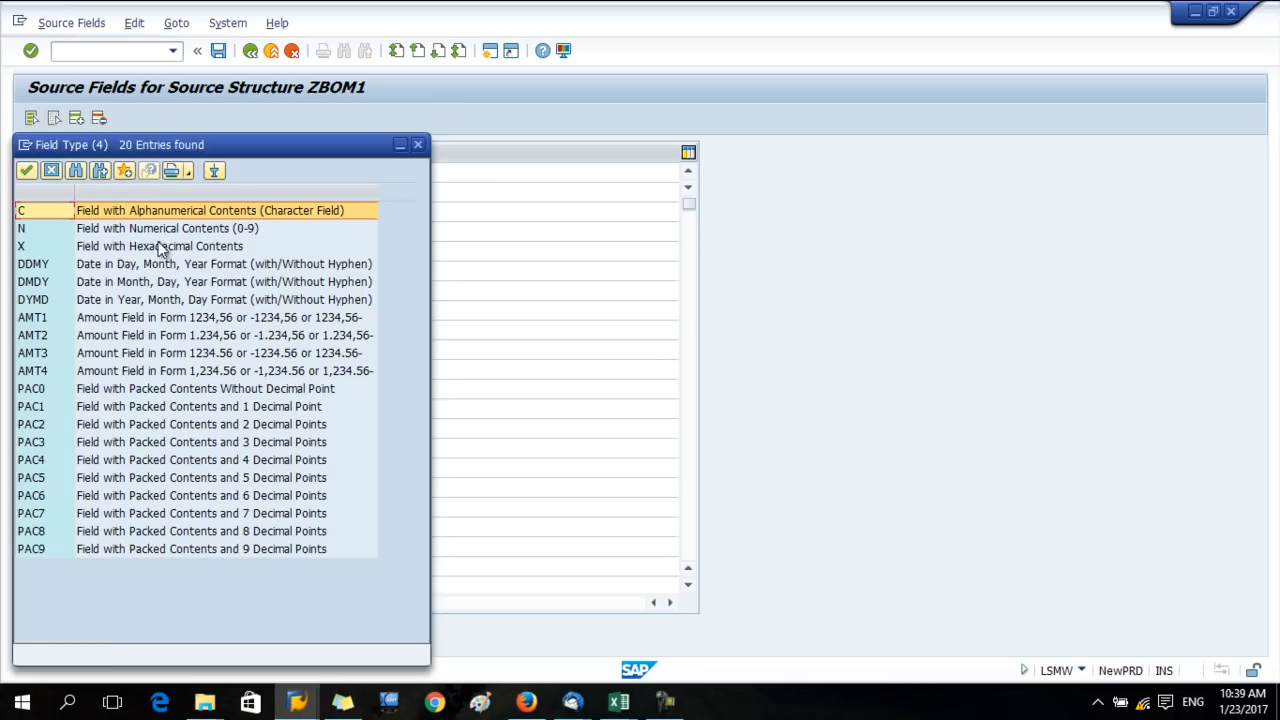 Source Fields Edit Goto System Help
Source Fields for Source Structure ZBOM1
Field Type (4) 20 Entries found
C Field with Alphanumerical Contents (Character Field)
N Field with Numerical Contents (0-9)
X Field with Hexadecimal Contents
DDMY Date in Day, Month, Year Format (with/Without Hyphen)
DMDY Date in Month, Day, Year Format (with/Without Hyphen)
DYMD Date in Year, Month, Day Format (with/Without Hyphen)
AMT1 Amount Field in Form 1234,56 or -1234,56 or 1234,56-
AMT2 Amount Field in Form 1.234,56 or -1.234,56 or 1.234,56-
AMT3 Amount Field in Form 1234.56 or -1234.56 or 1234.56-
AMT4 Amount Field in Form 1,234.56 or -1,234.56 or 1,234.56-
PAC0 Field with Packed Contents Without Decimal Point
PAC1 Field with Packed Contents and 1 Decimal Point
PAC2 Field with Packed Contents and 2 Decimal Points
PAC3 Field with Packed Contents and 3 Decimal Points
PAC4 Field with Packed Contents and 4 Decimal Points
PAC5 Field with Packed Contents and 5 Decimal Points
PAC6 Field with Packed Contents and 6 Decimal Points
PAC7 Field with Packed Contents and 7 Decimal Points
PAC8 Field with Packed Contents and 8 Decimal Points
PAC9 Field with Packed Contents and 9 Decimal Points
SAP LSMW NewPRD INS
ENG 10:39 AM
1/23/2017